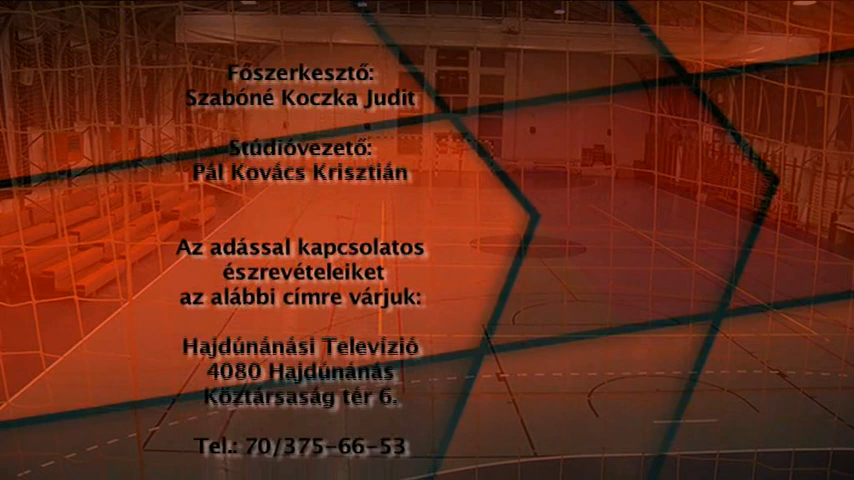 Főszerkesztő:
Szabóné Koczka Judit
Stúdióvezető:
Pál Kovács Krisztián
Az adással kapcsolatos
észrevételeiket
az alábbi címre várjuk:
Hajdúnánási Televízió
4080 Hajdúnánás
Köztársaság tér 6.
Tel.: 70/375-66-53